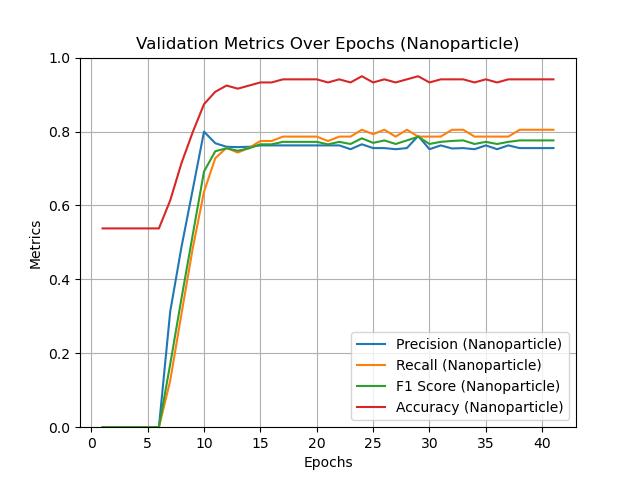 Validation Metrics Over Epochs (Nanoparticle)
1.0
0.8
0.6
0.4
0.2
0.0
Metrics
Precision (Nanoparticle)
Recall (Nanoparticle)
F1 Score (Nanoparticle)
Accuracy (Nanoparticle)
0 5 10 15 20 25 30 35 40
Epochs